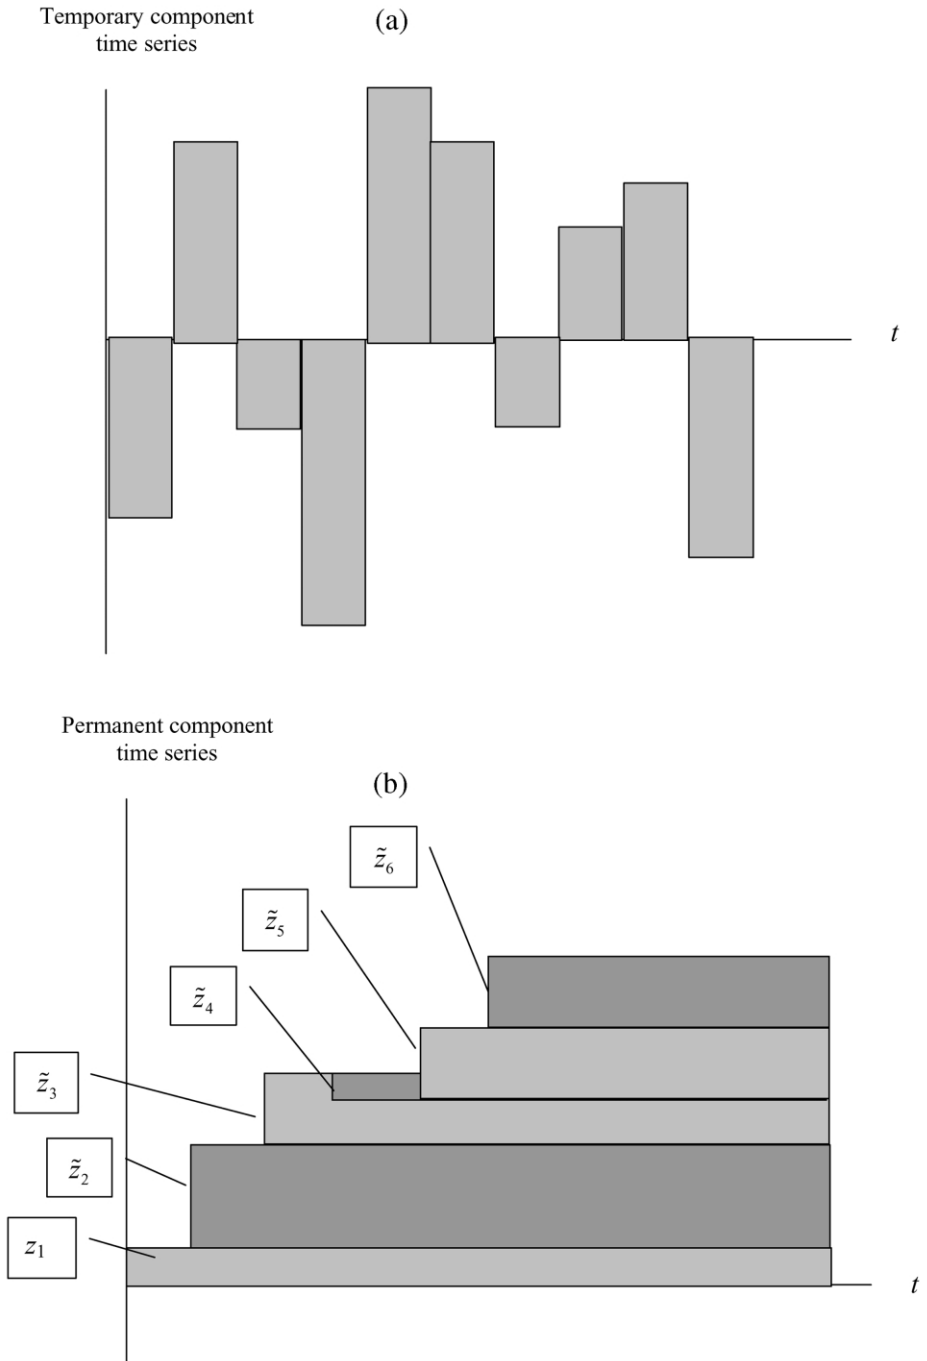 Temporary component
time series
(a)
t
Permanent component
time series
(b)
z̃₆
z̃₅
z̃₄
z̃₃
z̃₂
z₁
t